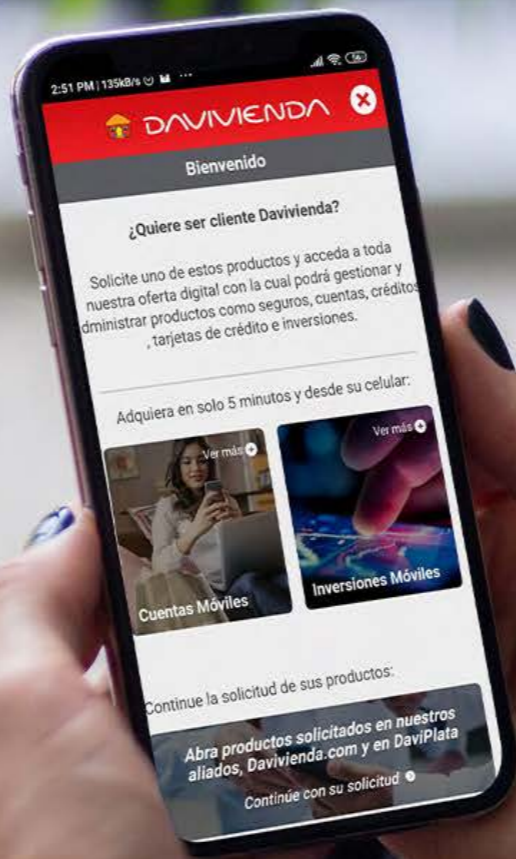 2:51 PM | 135kB/s
56
DAVIVIENDA
Bienvenido
¿Quiere ser cliente Davivienda?
Solicite uno de estos productos y acceda a toda
nuestra oferta digital con la cual podrá gestionar y
dministrar productos como seguros, cuentas, créditos
, tarjetas de crédito e inversiones.
Adquiera en solo 5 minutos y desde su celular:
Ver más
Ver más
Cuentas Móviles
Inversiones Móviles
Continue la solicitud de sus productos:
Abra productos solicitados en nuestros
aliados, Davivienda.com y en DaviPlata
Continúe con su solicitud